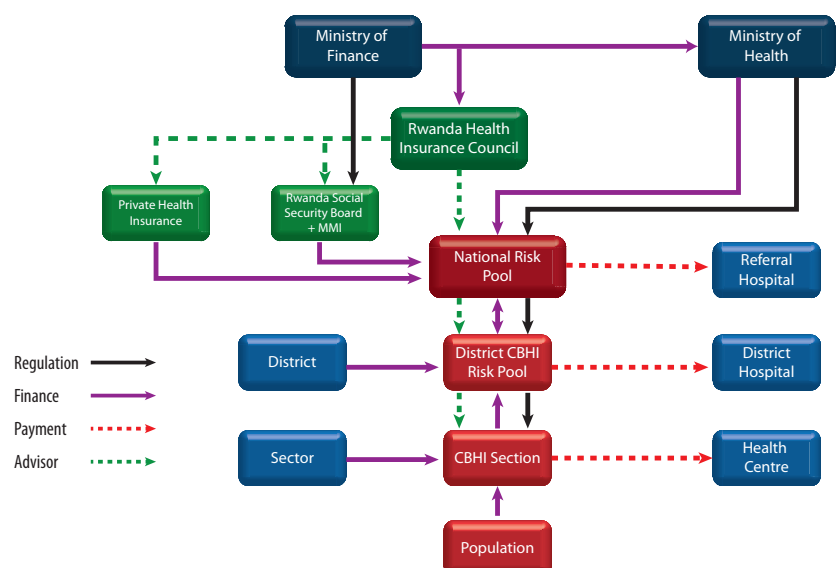 Ministry of
Finance
Ministry of
Health
Rwanda Health
Insurance Council
Private Health
Insurance
Rwanda Social
Security Board
+ MMI
National Risk
Pool
Referral
Hospital
District
District CBHI
Risk Pool
District
Hospital
Regulation
Finance
Payment
Advisor
Sector
CBHI Section
Health
Centre
Population